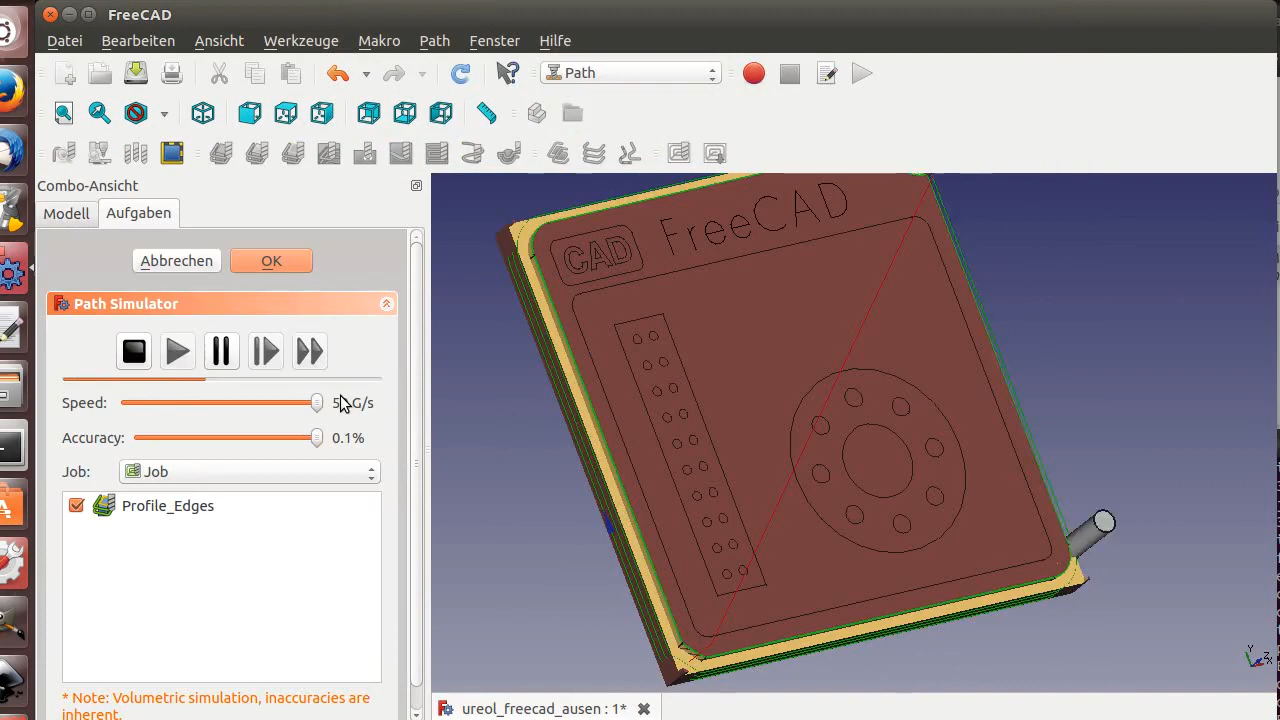 FreeCAD
Datei Bearbeiten Ansicht Werkzeuge Makro Path Fenster Hilfe
Path
Combo-Ansicht
Modell Aufgaben
Abbrechen OK
Path Simulator
Speed: G/s
Accuracy: 0.1%
Job: Job
Profile_Edges
* Note: Volumetric simulation, inaccuracies are
inherent.
CAD FreeCAD
Y
Z
X
ureol_freecad_ausen : 1*